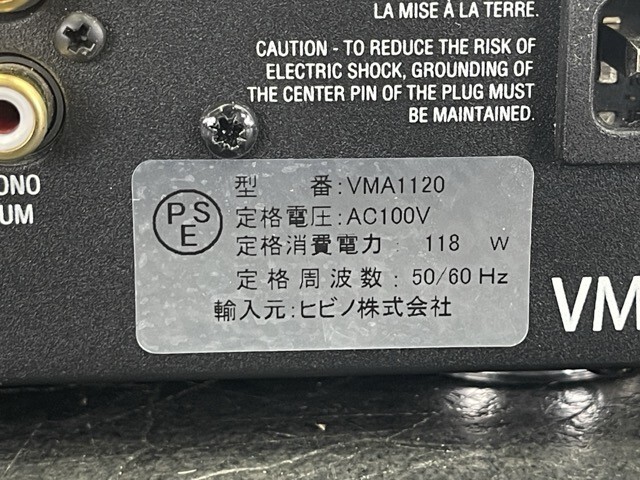 LA MISE À LA TERRE.
CAUTION - TO REDUCE THE RISK OF
ELECTRIC SHOCK, GROUNDING OF
THE CENTER PIN OF THE PLUG MUST
BE MAINTAINED.
ONO
UM
PSE
型 番:VMA1120
定格電圧:AC100V
定格消費電力: 118 W
定格周波数: 50/60 Hz
輸入元:ヒビノ株式会社
VM